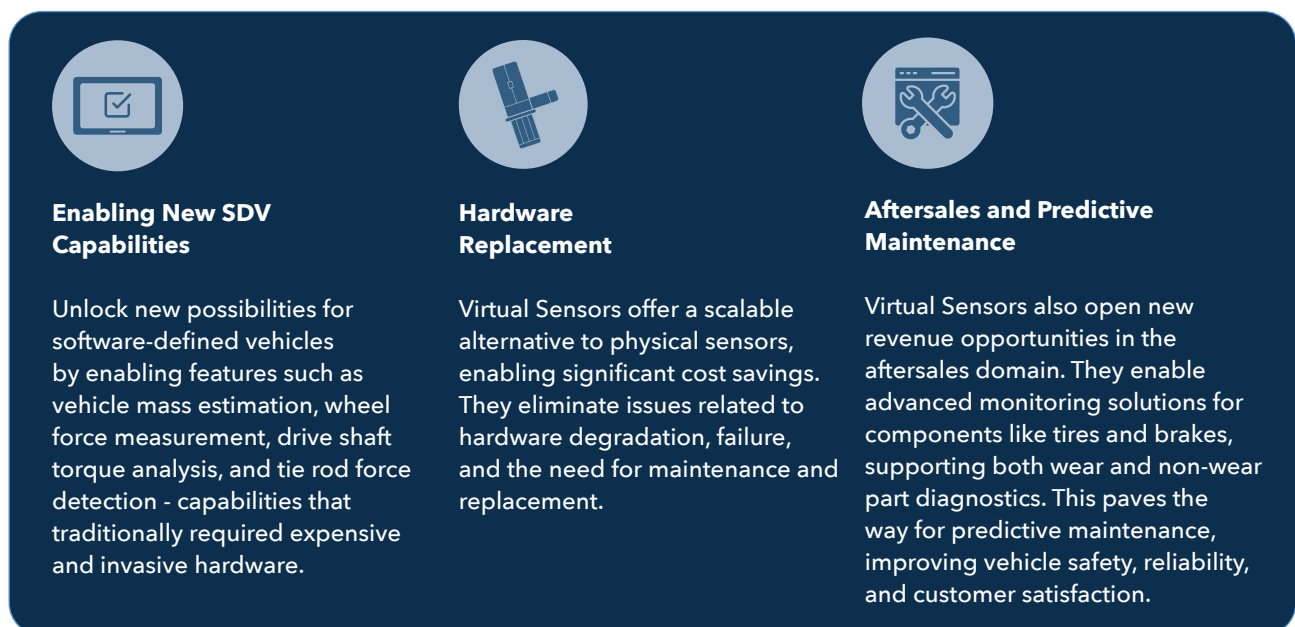 Enabling New SDV
Capabilities
Unlock new possibilities for
software-defined vehicles
by enabling features such as
vehicle mass estimation, wheel
force measurement, drive shaft
torque analysis, and tie rod force
detection - capabilities that
traditionally required expensive
and invasive hardware.
Hardware
Replacement
Virtual Sensors offer a scalable
alternative to physical sensors,
enabling significant cost savings.
They eliminate issues related to
hardware degradation, failure,
and the need for maintenance and
replacement.
Aftersales and Predictive
Maintenance
Virtual Sensors also open new
revenue opportunities in the
aftersales domain. They enable
advanced monitoring solutions for
components like tires and brakes,
supporting both wear and non-wear
part diagnostics. This paves the
way for predictive maintenance,
improving vehicle safety, reliability,
and customer satisfaction.